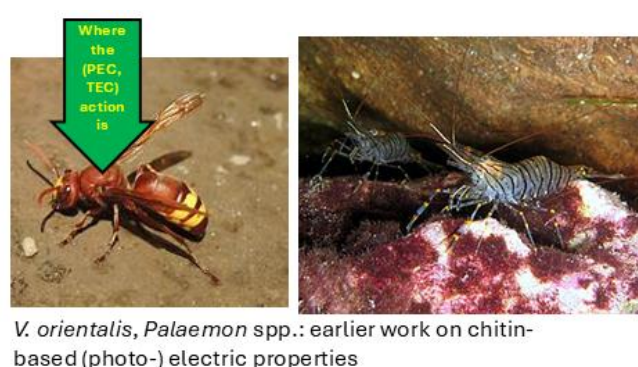 Where
the
(PEC,
TEC)
action
is
V. orientalis, Palaemon spp.: earlier work on chitin-
based (photo-) electric properties